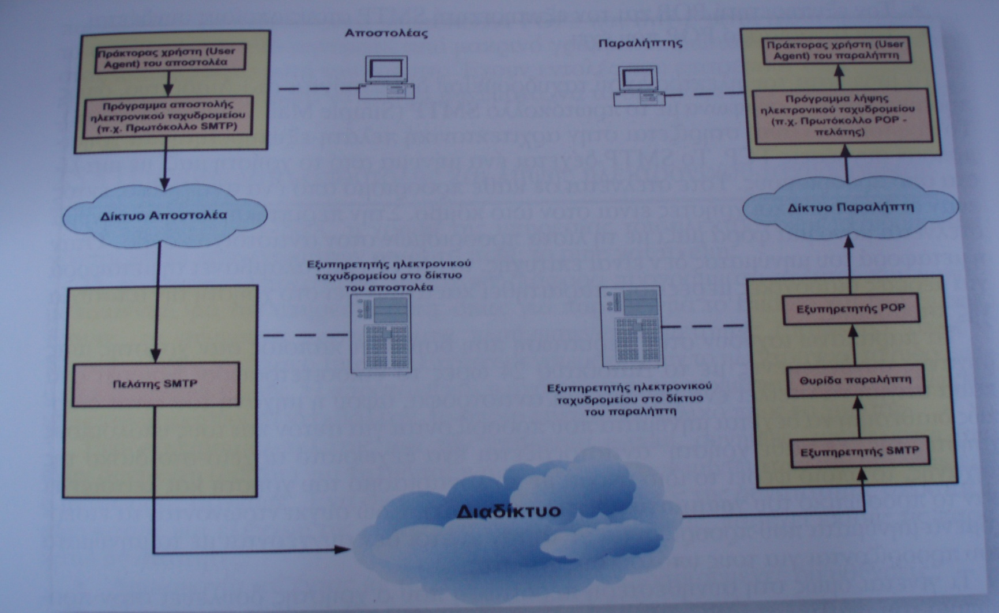 Αποστολέας
Παραλήπτης
Πράκτορας χρήστη (User
Agent) του αποστολέα
Πρόγραμμα αποστολής
ηλεκτρονικού ταχυδρομείου
(π.χ. Πρωτόκολλο SMTP)
Πράκτορας χρήστη (User
Agent) του παραλήπτη
Πρόγραμμα λήψης
ηλεκτρονικού ταχυδρομείου
(π.χ. Πρωτόκολλο POP -
πελάτης)
Δίκτυο Αποστολέα
Δίκτυο Παραλήπτη
Εξυπηρετητής ηλεκτρονικού
ταχυδρομείου στο δίκτυο
του αποστολέα
Πελάτης SMTP
Εξυπηρετητής ηλεκτρονικού
ταχυδρομείου στο δίκτυο
του παραλήπτη
Εξυπηρετητής POP
Θυρίδα παραλήπτη
Εξυπηρετητής SMTP
Διαδίκτυο